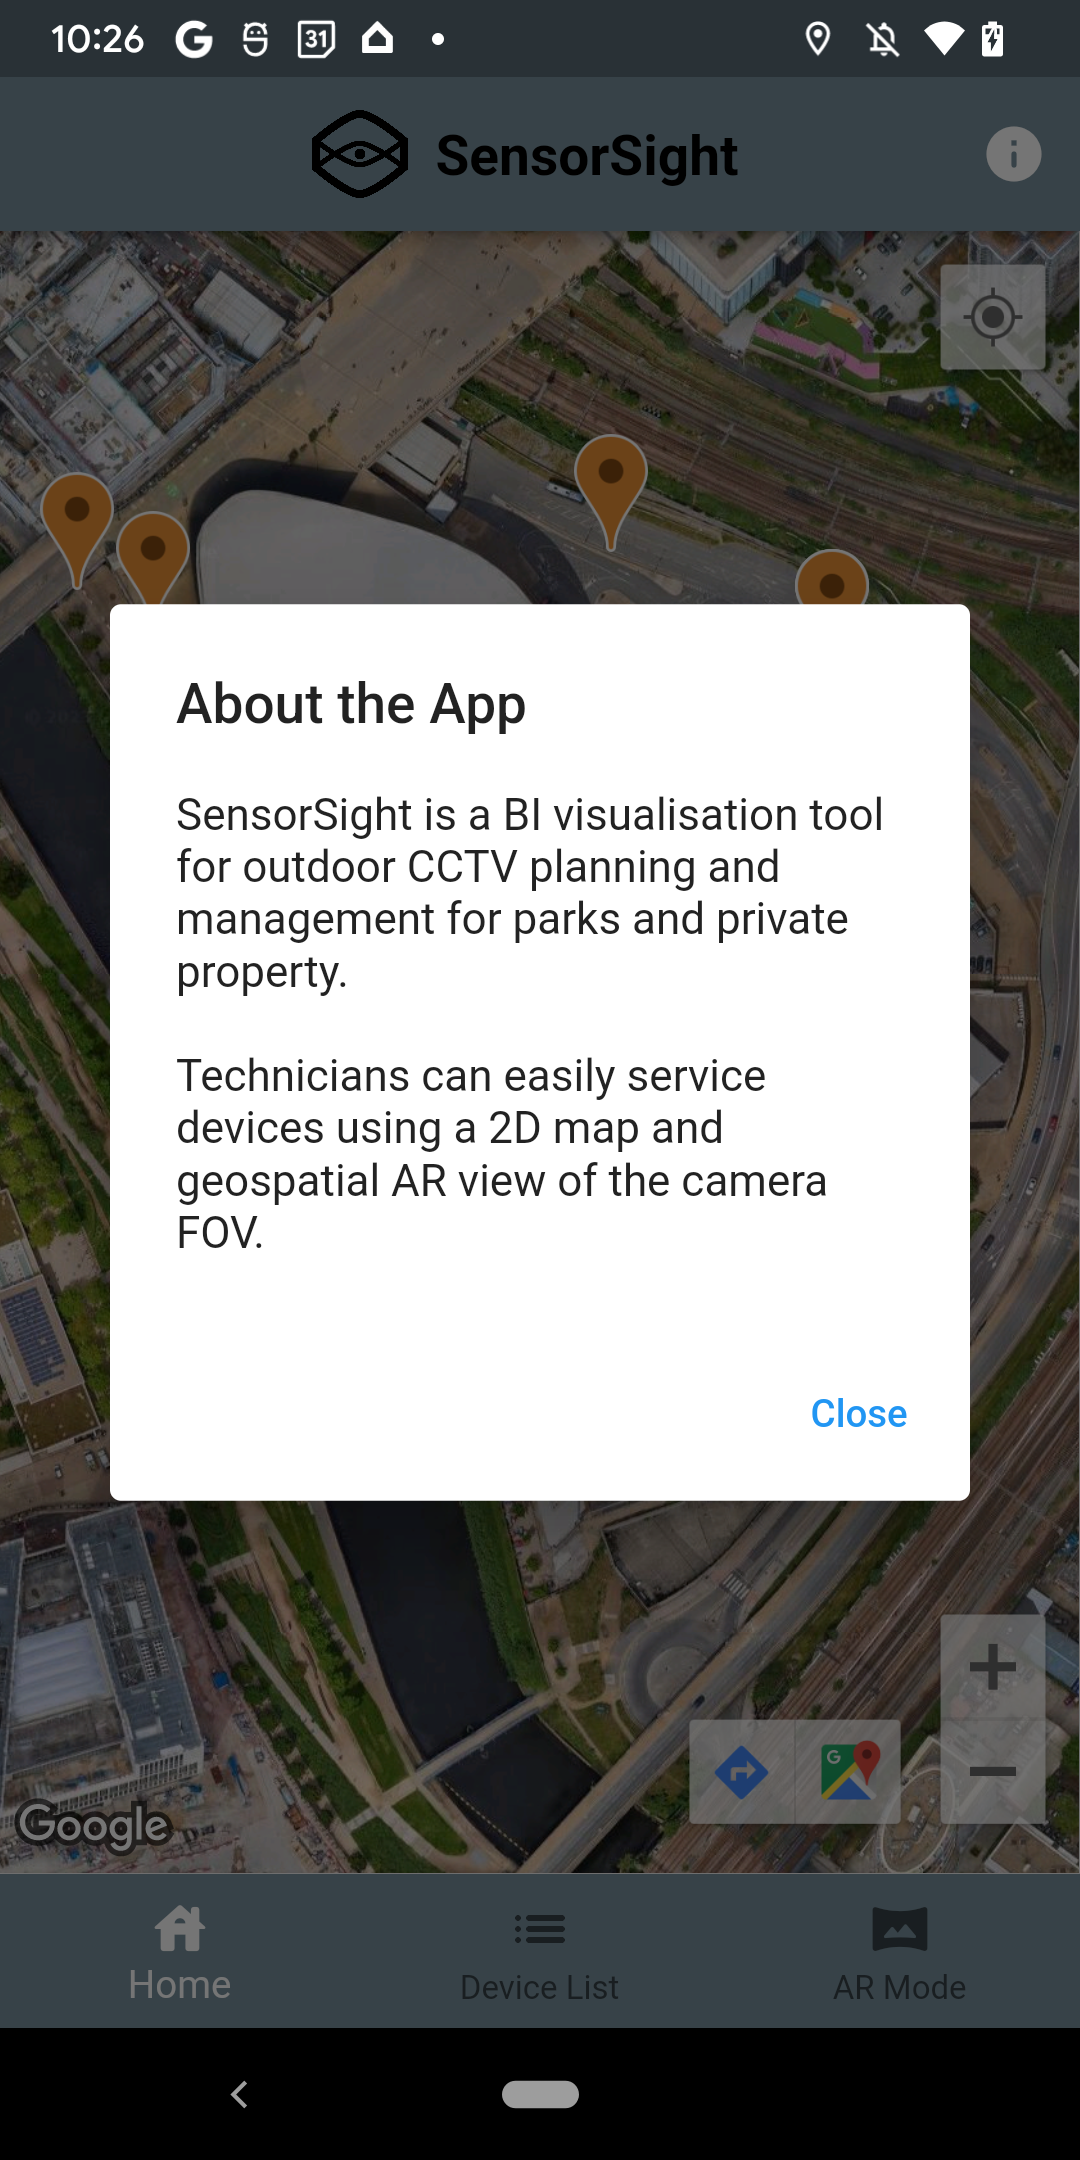 10:26
31
SensorSight
About the App
SensorSight is a BI visualisation tool
for outdoor CCTV planning and
management for parks and private
property.
Technicians can easily service
devices using a 2D map and
geospatial AR view of the camera
FOV.
Close
Google
Home
Device List
AR Mode